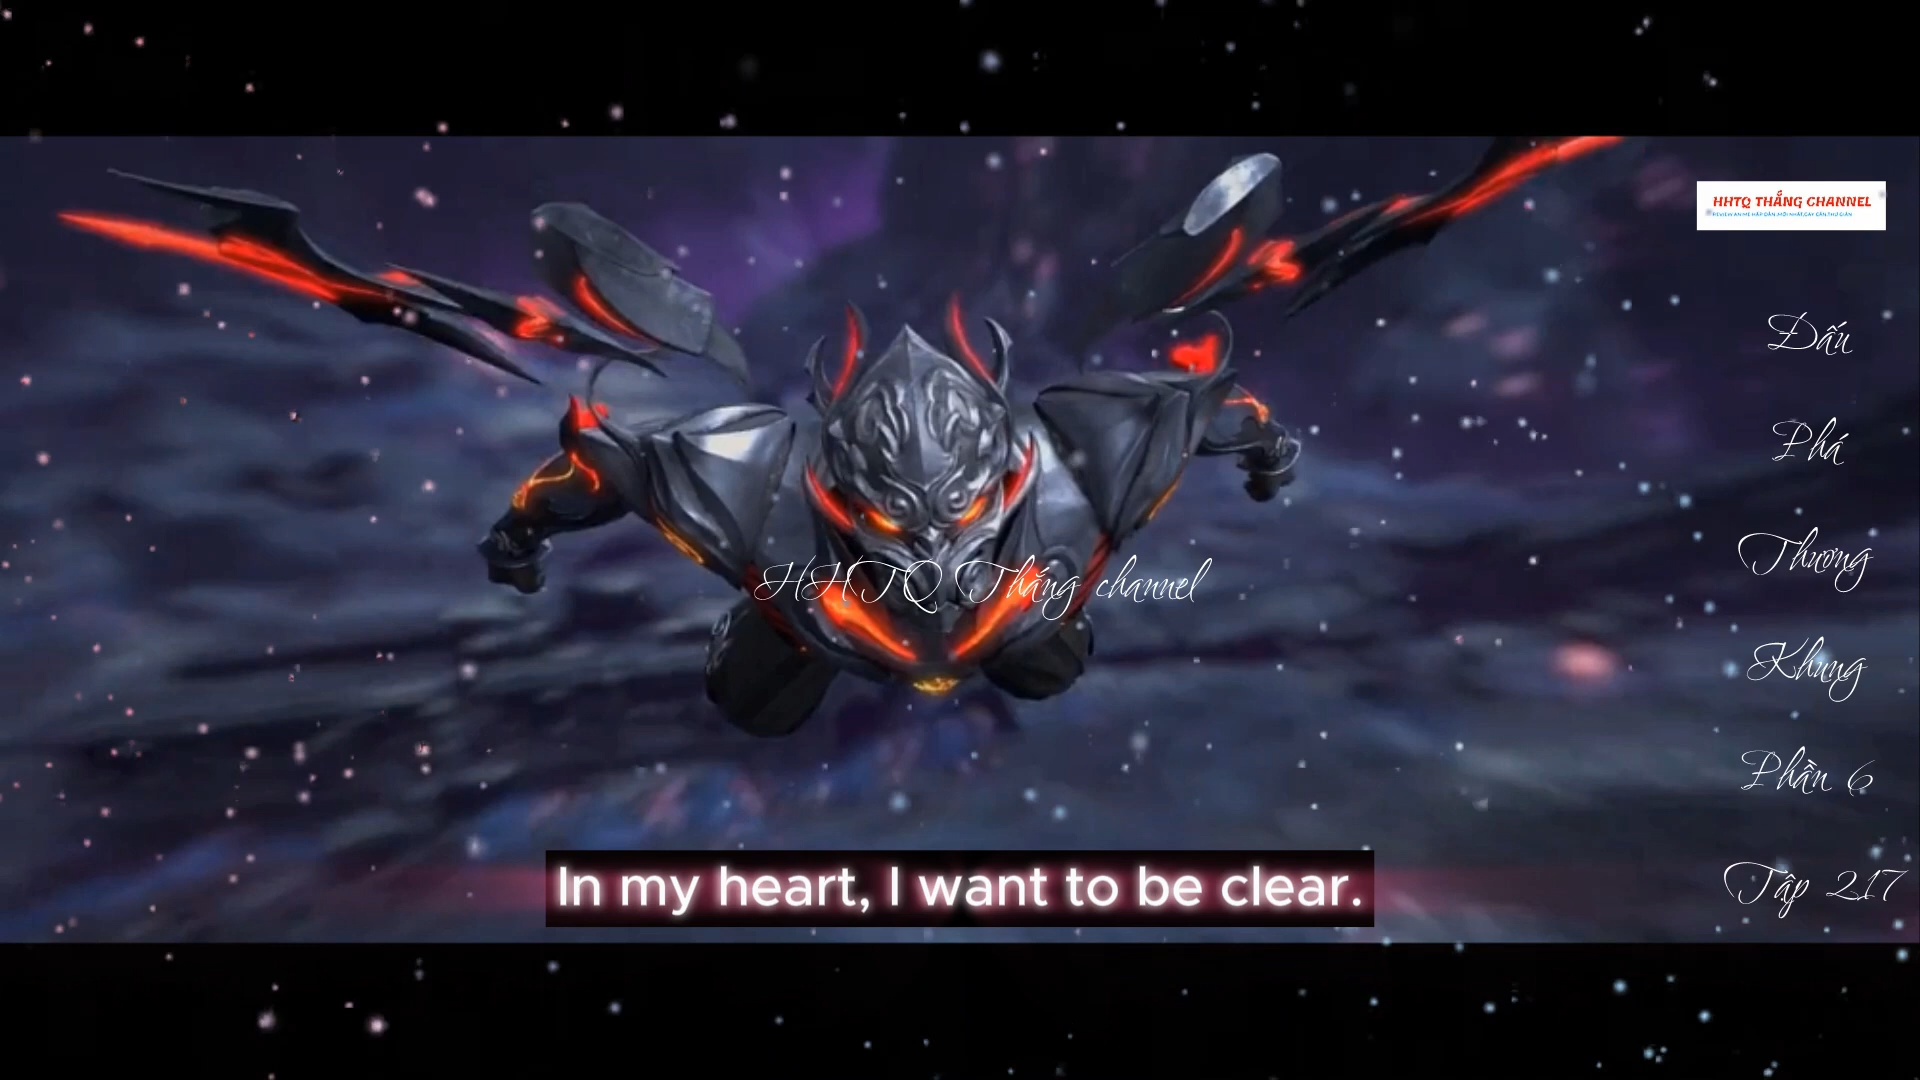 HHTQ THẮNG CHANNEL
Đấu
Phá
Thương
Khung
HHTQ Thắng channel
Phần 6
Tập 217
In my heart, I want to be clear.